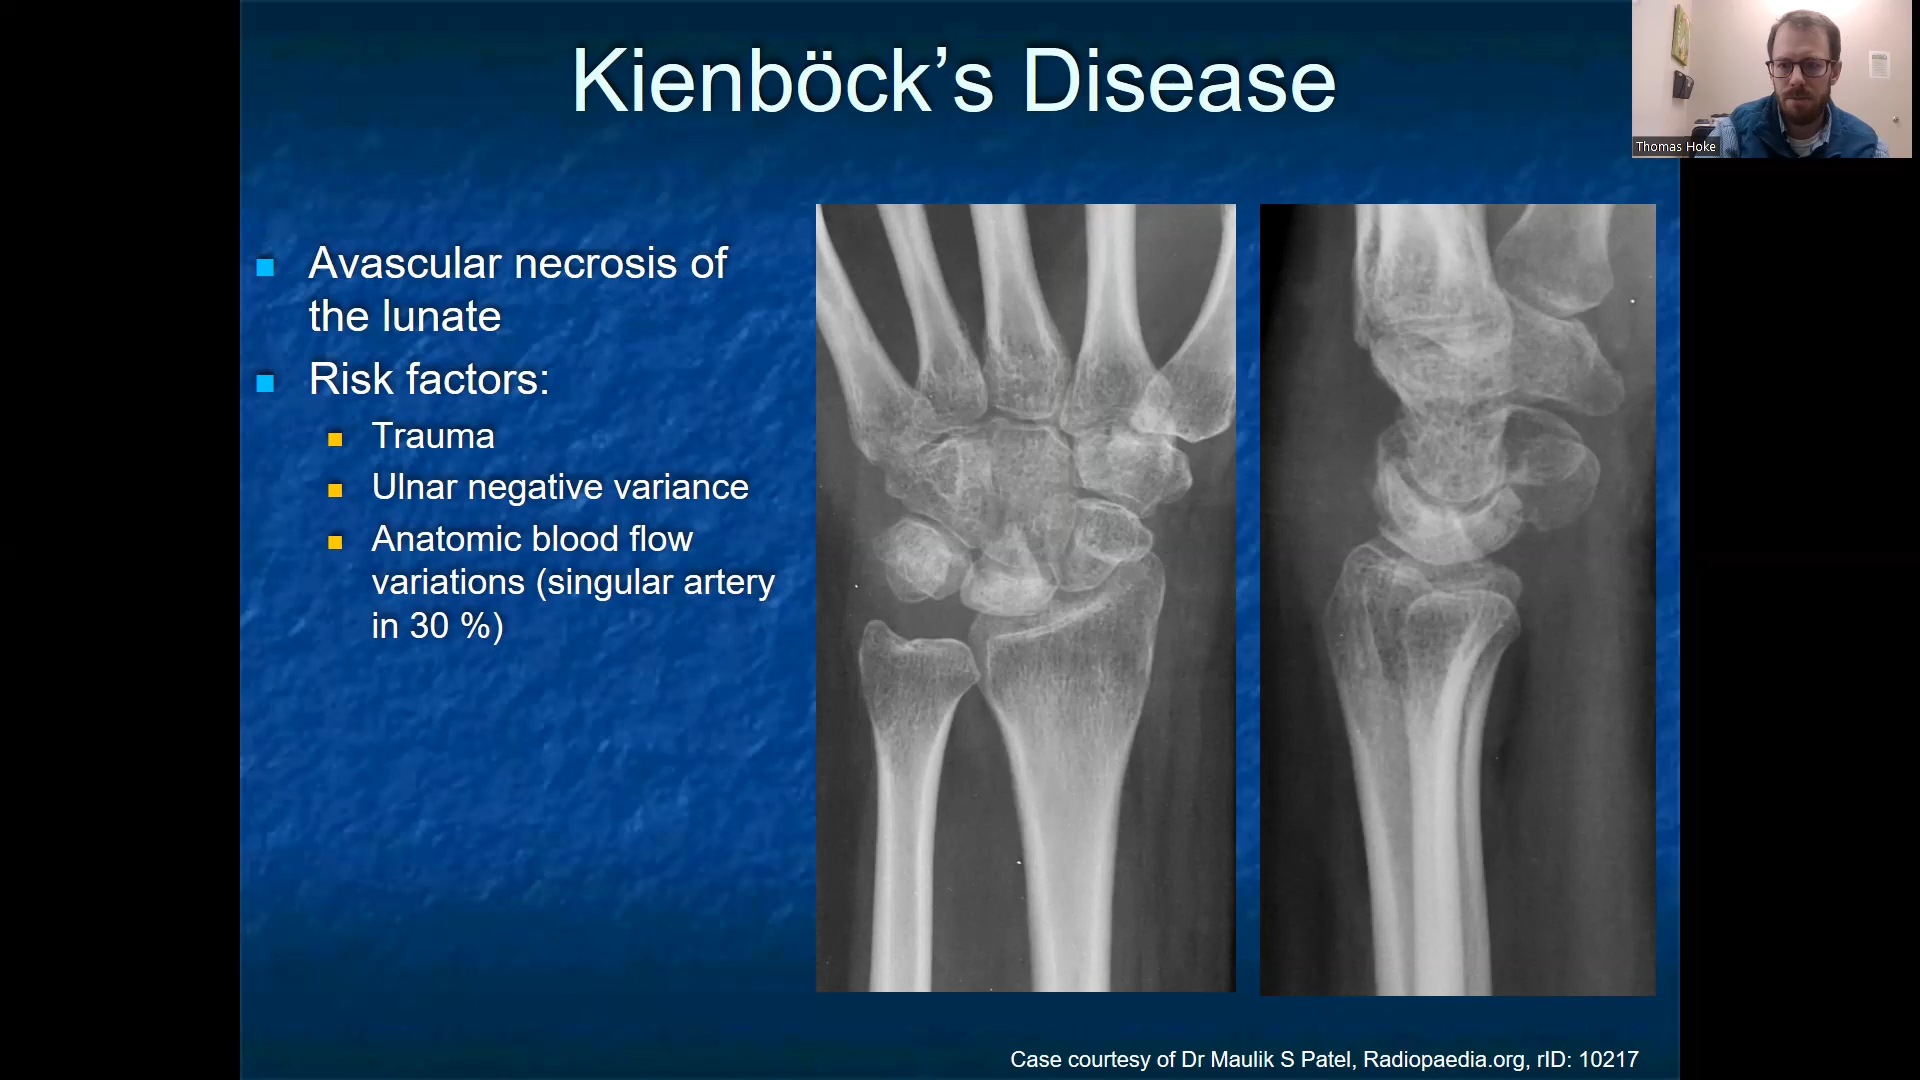 Kienböck’s Disease
Thomas Hoke
Avascular necrosis of
the lunate
Risk factors:
Trauma
Ulnar negative variance
Anatomic blood flow
variations (singular artery
in 30 %)
Case courtesy of Dr Maulik S Patel, Radiopaedia.org, rID: 10217